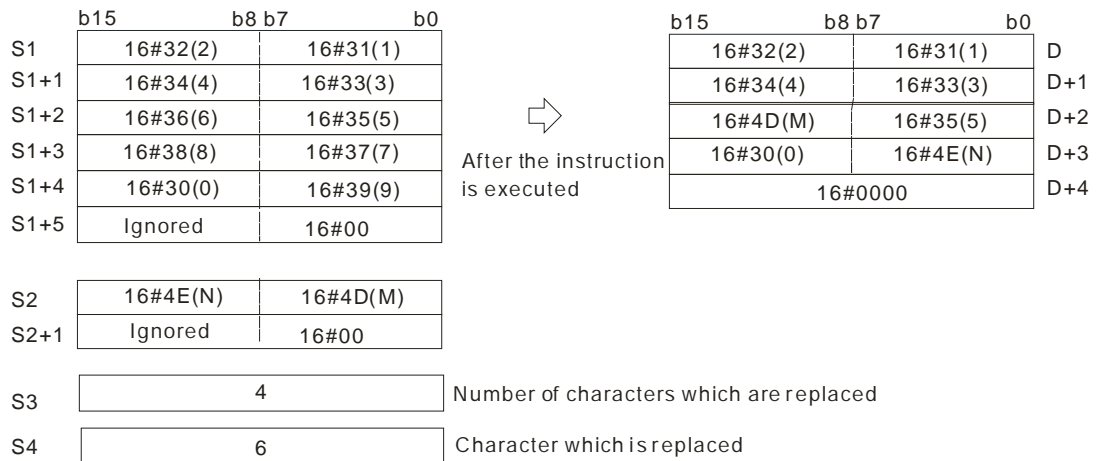 b15 b8 b7 b0
S1 16#32(2) 16#31(1)
S1+1 16#34(4) 16#33(3)
S1+2 16#36(6) 16#35(5)
S1+3 16#38(8) 16#37(7)
S1+4 16#30(0) 16#39(9)
S1+5 Ignored 16#00
After the instruction
is executed
b15 b8 b7 b0
16#32(2) 16#31(1) D
16#34(4) 16#33(3) D+1
16#4D(M) 16#35(5) D+2
16#30(0) 16#4E(N) D+3
16#0000 D+4
S2 16#4E(N) 16#4D(M)
S2+1 Ignored 16#00
S3 4 Number of characters which are replaced
S4 6 Character which is replaced